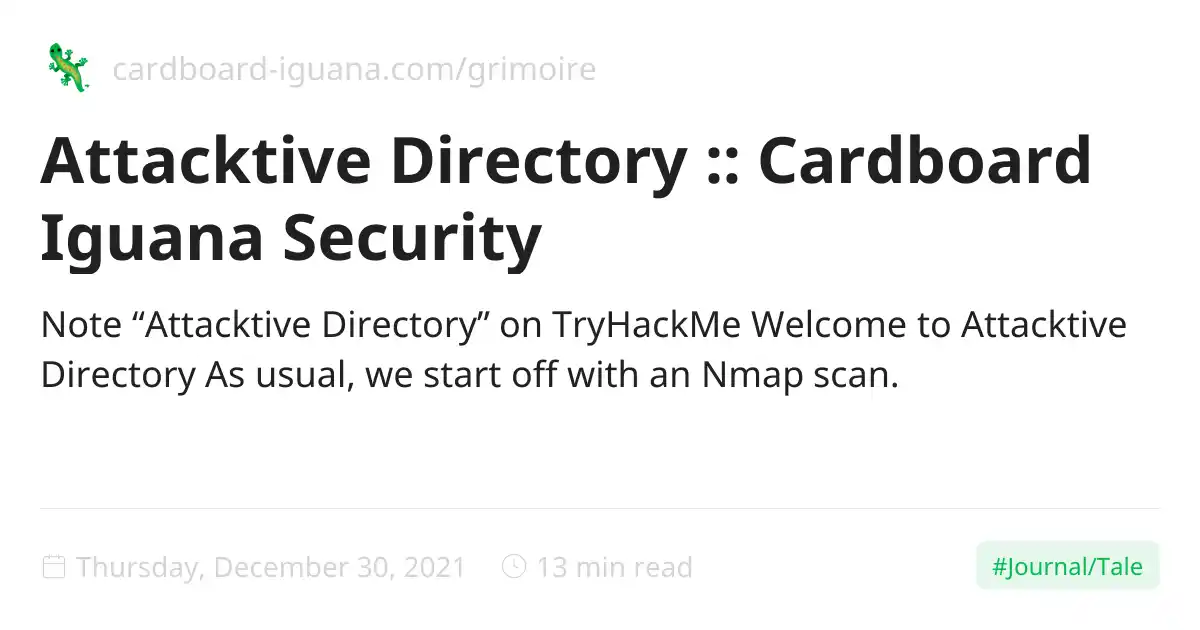 cardboard-iguana.com/grimoire
Attacktive Directory :: Cardboard
Iguana Security
Note “Attacktive Directory” on TryHackMe Welcome to Attacktive
Directory As usual, we start off with an Nmap scan.
Thursday, December 30, 2021 13 min read #Journal/Tale